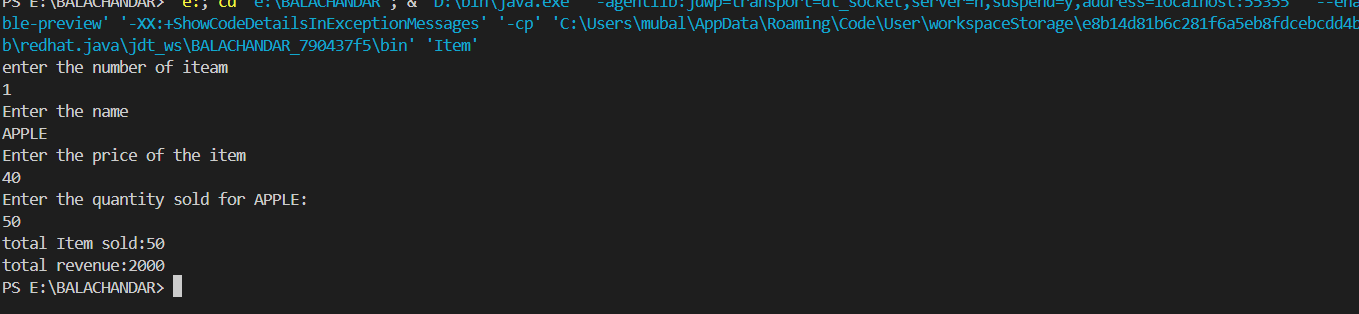 PS E:\BALACHANDAR> e:; cd 'e:\BALACHANDAR'; & 'D:\bin\java.exe' '-agentlib:jdwp=transport=dt_socket,server=n,suspend=y,address=localhost:55355' '--ena
ble-preview' '-XX:+ShowCodeDetailsInExceptionMessages' '-cp' 'C:\Users\mubal\AppData\Roaming\Code\User\workspaceStorage\e8b14d81b6c281f6a5eb8fdcebcdd4b
b\redhat.java\jdt_ws\BALACHANDAR_790437f5\bin' 'Item'
enter the number of iteam
1
Enter the name
APPLE
Enter the price of the item
40
Enter the quantity sold for APPLE:
50
total Item sold:50
total revenue:2000
PS E:\BALACHANDAR>